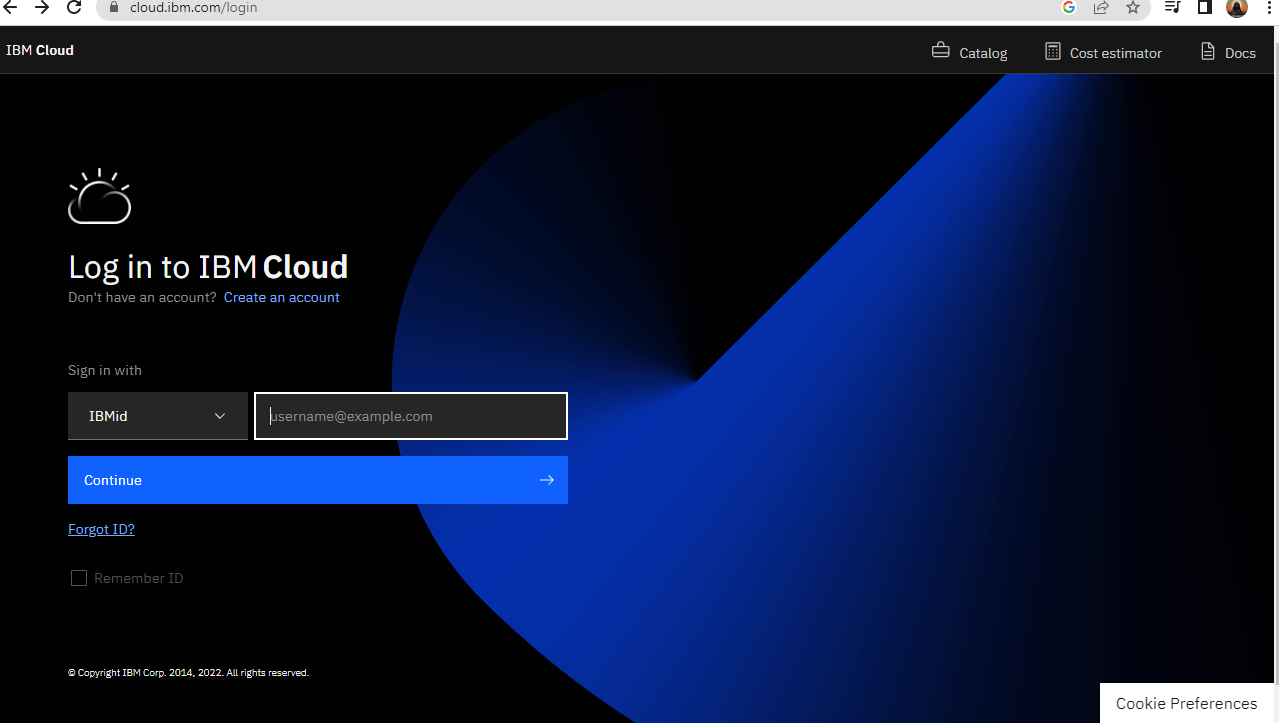 cloud.ibm.com/login
IBM Cloud
Catalog
Cost estimator
Docs
Log in to IBM Cloud
Don't have an account? Create an account
Sign in with
IBMid
username@example.com
Continue
Forgot ID?
Remember ID
© Copyright IBM Corp. 2014, 2022. All rights reserved.
Cookie Preferences